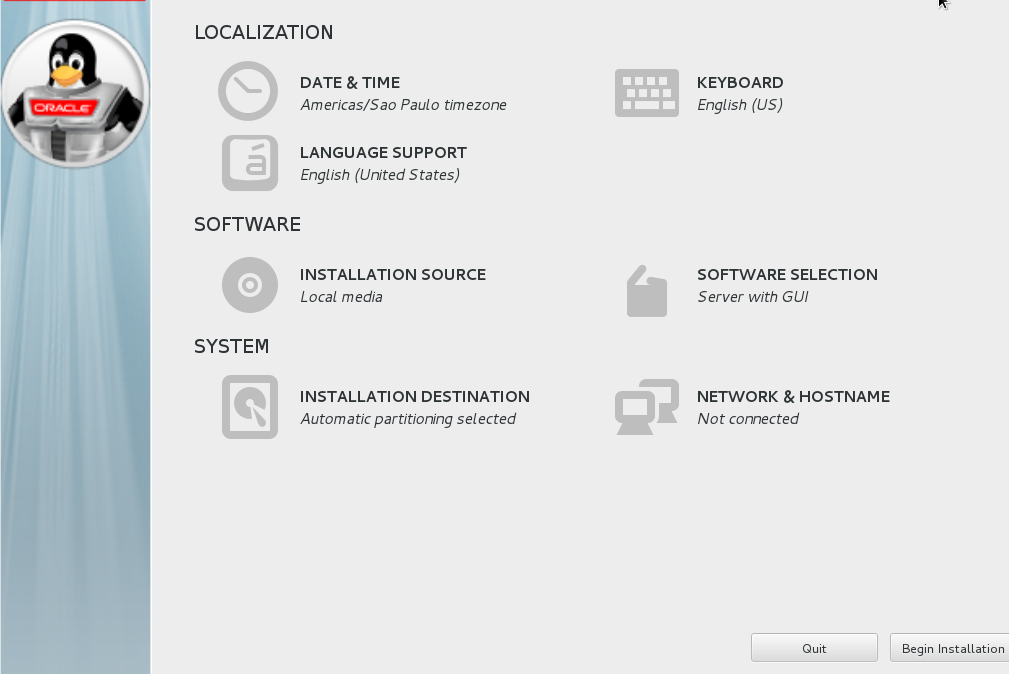 ORACLE
LOCALIZATION
DATE & TIME
Americas/Sao Paulo timezone
KEYBOARD
English (US)
LANGUAGE SUPPORT
English (United States)
SOFTWARE
INSTALLATION SOURCE
Local media
SOFTWARE SELECTION
Server with GUI
SYSTEM
INSTALLATION DESTINATION
Automatic partitioning selected
NETWORK & HOSTNAME
Not connected
Quit
Begin Installation